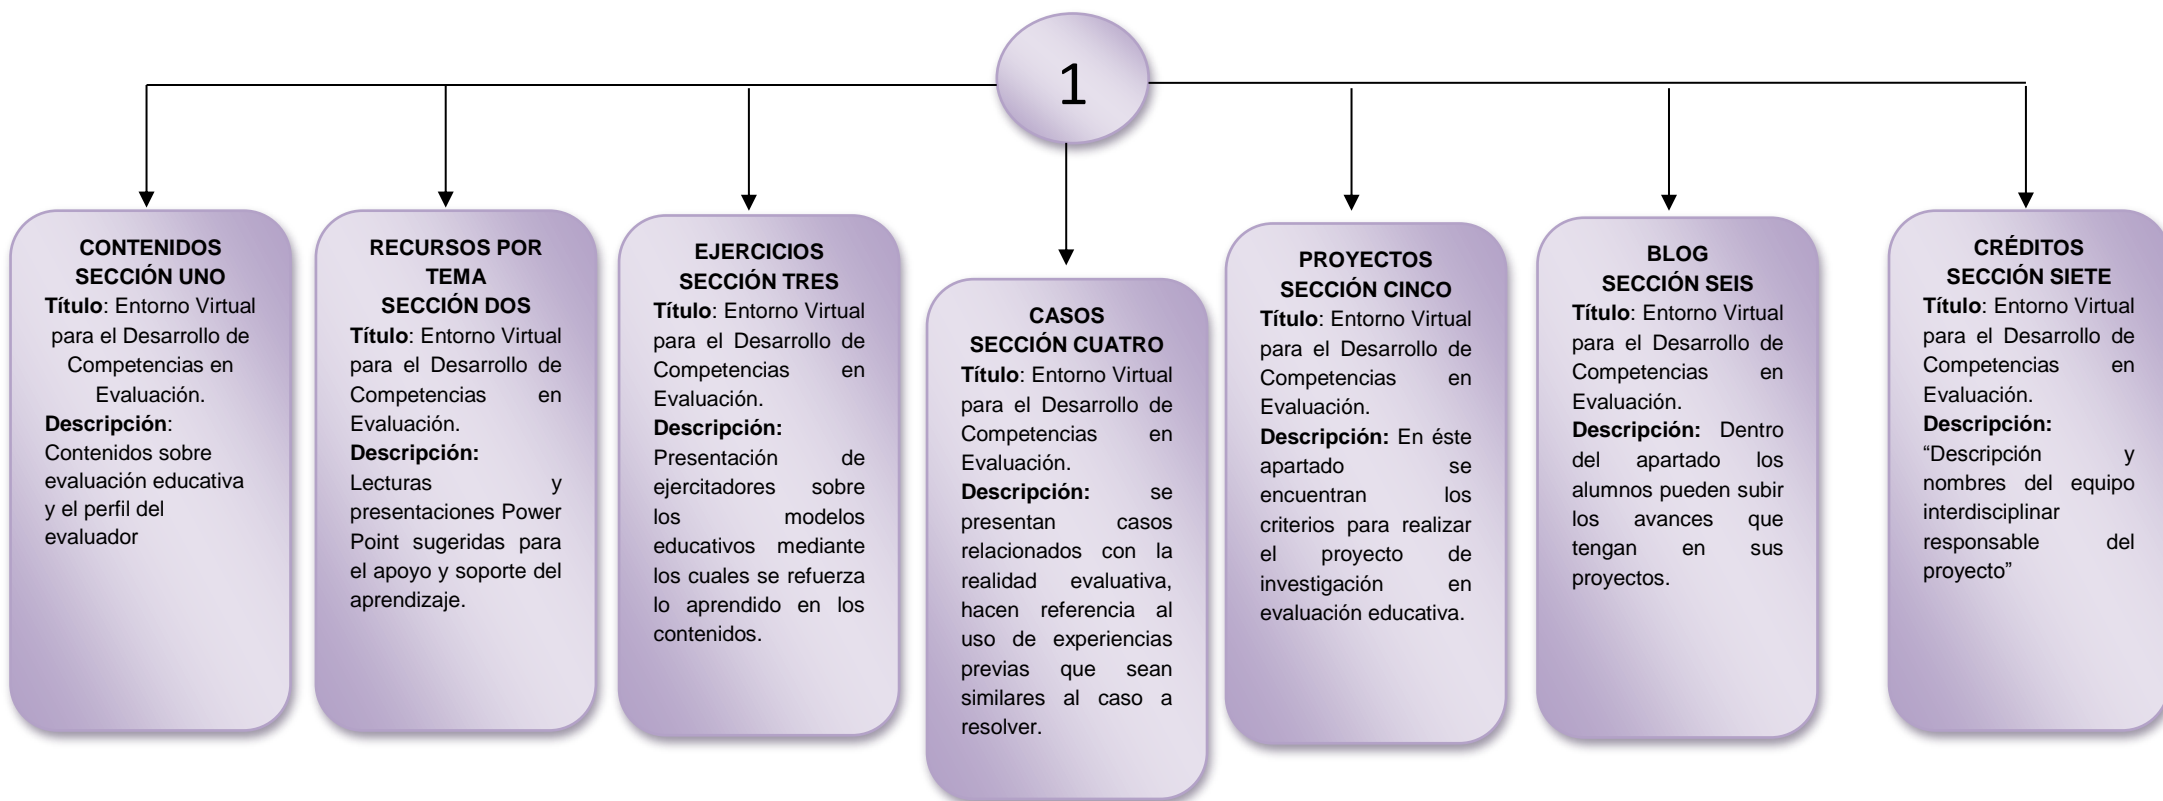 1
CONTENIDOS
SECCIÓN UNO
Título: Entorno Virtual
para el Desarrollo de
Competencias en
Evaluación.
Descripción:
Contenidos sobre
evaluación educativa
y el perfil del
evaluador
RECURSOS POR
TEMA
SECCIÓN DOS
Título: Entorno Virtual
para el Desarrollo de
Competencias en
Evaluación.
Descripción:
Lecturas y
presentaciones Power
Point sugeridas para
el apoyo y soporte del
aprendizaje.
EJERCICIOS
SECCIÓN TRES
Título: Entorno Virtual
para el Desarrollo de
Competencias en
Evaluación.
Descripción:
Presentación de
ejercitadores sobre
los modelos
educativos mediante
los cuales se refuerza
lo aprendido en los
contenidos.
CASOS
SECCIÓN CUATRO
Título: Entorno Virtual
para el Desarrollo de
Competencias en
Evaluación.
Descripción: se
presentan casos
relacionados con la
realidad evaluativa,
hacen referencia al
uso de experiencias
previas que sean
similares al caso a
resolver.
PROYECTOS
SECCIÓN CINCO
Título: Entorno Virtual
para el Desarrollo de
Competencias en
Evaluación.
Descripción: En éste
apartado se
encuentran los
criterios para realizar
el proyecto de
investigación en
evaluación educativa.
BLOG
SECCIÓN SEIS
Título: Entorno Virtual
para el Desarrollo de
Competencias en
Evaluación.
Descripción: Dentro
del apartado los
alumnos pueden subir
los avances que
tengan en sus
proyectos.
CRÉDITOS
SECCIÓN SIETE
Título: Entorno Virtual
para el Desarrollo de
Competencias en
Evaluación.
Descripción:
“Descripción y
nombres del equipo
interdisciplinar
responsable del
proyecto”